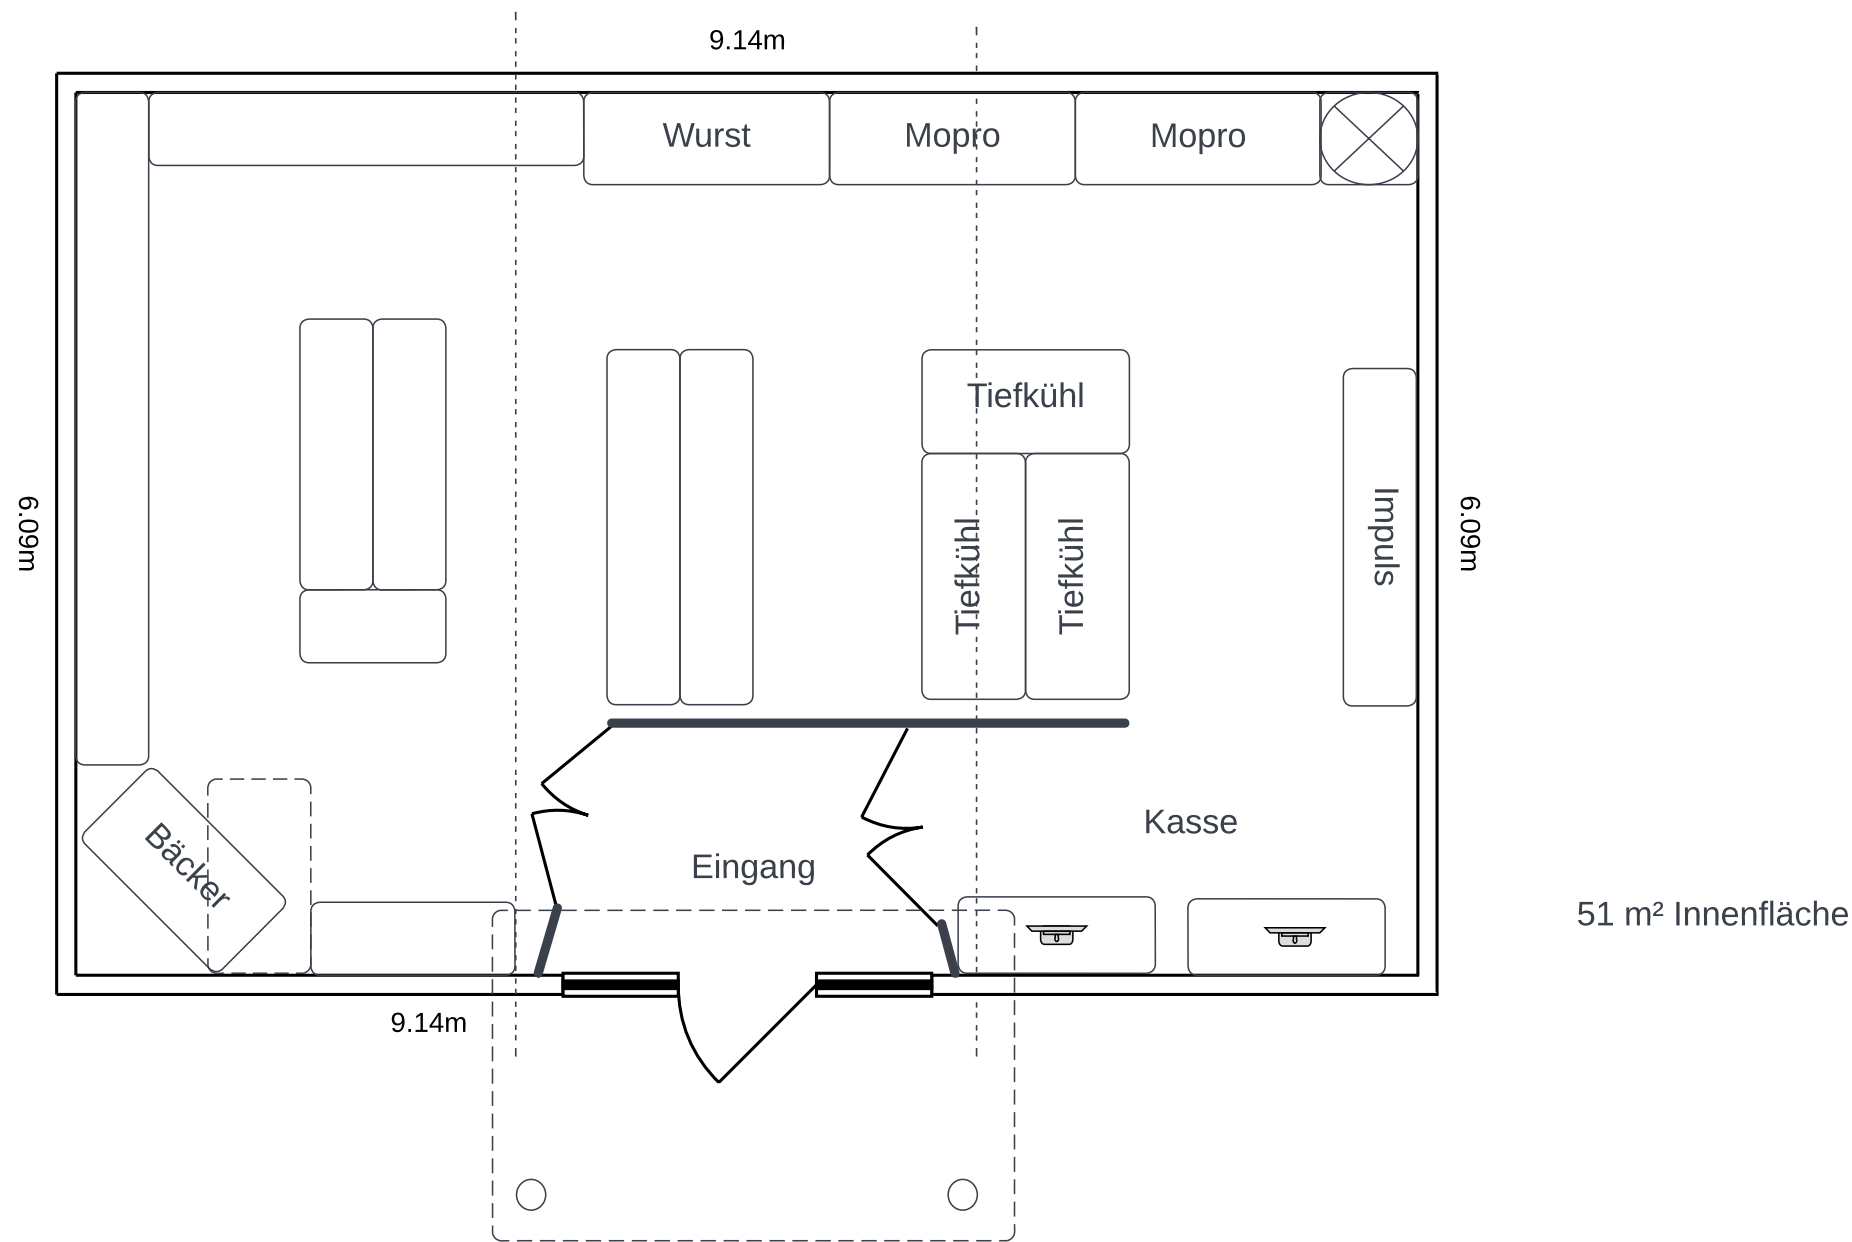 9.14m
Wurst
Mopro
Mopro
Tiefkühl
6.09m
Tiefkühl
Tiefkühl
Impuls
6.09m
Kasse
Bäcker
Eingang
51 m² Innenfläche
9.14m